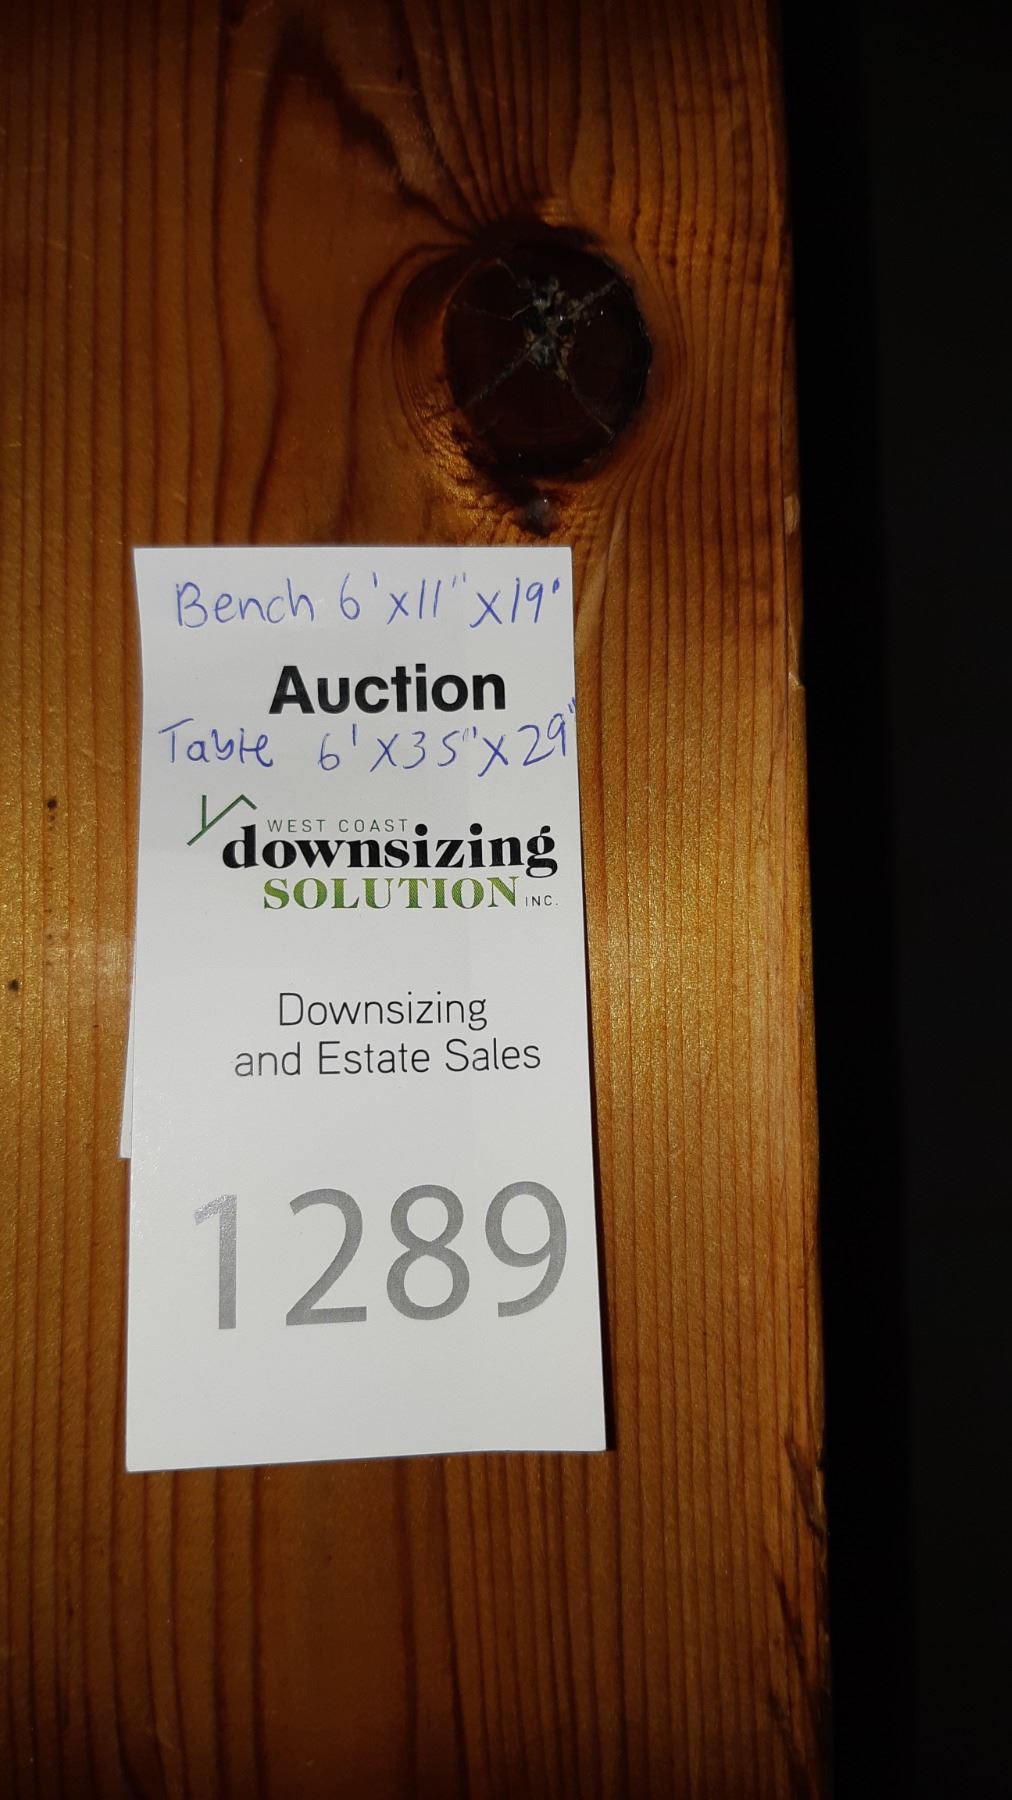 Bench 6'x11"x19"
Auction
Table 6'x35"x29"
WEST COAST
downsizing
SOLUTION INC.
Downsizing
and Estate Sales
1289